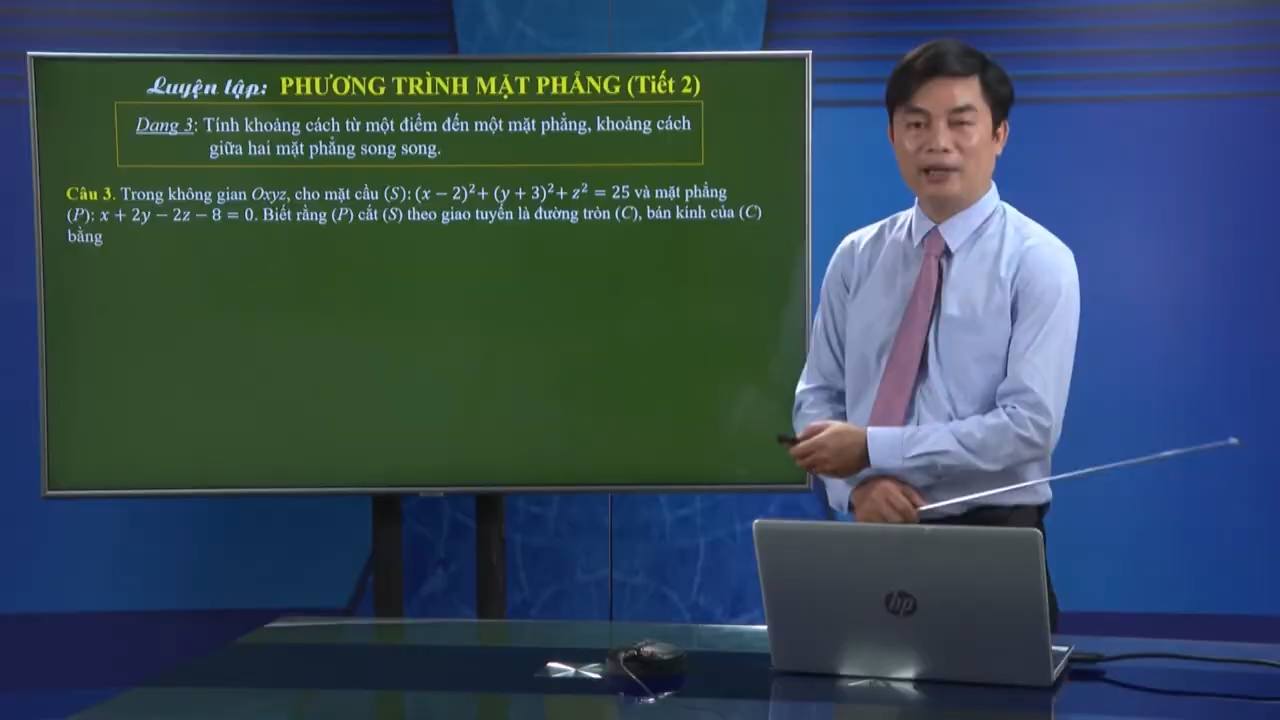 Luyện tập: PHƯƠNG TRÌNH MẶT PHẲNG (Tiết 2)
Dạng 3: Tính khoảng cách từ một điểm đến một mặt phẳng, khoảng cách
giữa hai mặt phẳng song song.
Câu 3. Trong không gian Oxyz, cho mặt cầu (S): (x − 2)²+ (y + 3)²+ z² = 25 và mặt phẳng
(P): x + 2y − 2z − 8 = 0. Biết rằng (P) cắt (S) theo giao tuyến là đường tròn (C), bán kính của (C)
bằng
hp